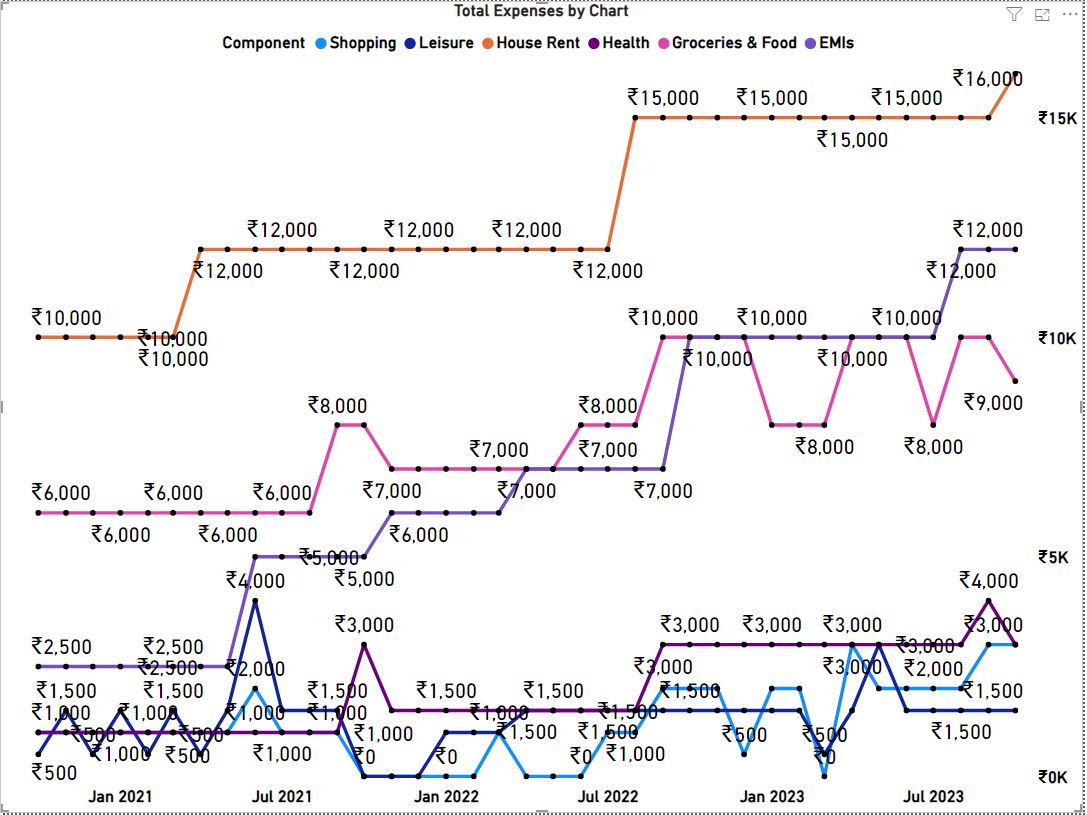 Total Expenses by Chart
Component Shopping Leisure House Rent Health Groceries & Food EMIs
₹16,000
₹15,000 ₹15,000 ₹15,000
₹15K
₹15,000
₹12,000 ₹12,000 ₹12,000 ₹12,000
₹12,000 ₹12,000 ₹12,000 ₹12,000
₹10,000 ₹10,000 ₹10,000 ₹10,000
₹10,000 ₹10K
₹10,000 ₹10,000 ₹10,000
₹8,000 ₹8,000 ₹9,000
₹7,000 ₹7,000 ₹8,000 ₹8,000
₹6,000 ₹6,000 ₹6,000 ₹7,000 ₹7,000 ₹7,000
₹6,000 ₹6,000 ₹6,000
₹5,000 ₹5K
₹4,000 ₹5,000 ₹4,000
₹3,000 ₹3,000 ₹3,000 ₹3,000 ₹3,000
₹2,500 ₹2,500 ₹3,000
₹2,500 ₹2,000 ₹3,000 ₹3,000 ₹2,000
₹1,500 ₹1,500 ₹1,500 ₹1,500 ₹1,500 ₹1,500 ₹1,500
₹1,000 ₹1,000 ₹1,000 ₹1,000 ₹1,000 ₹1,500
₹500 ₹500 ₹1,000 ₹1,500 ₹500 ₹500 ₹1,500
₹1,000 ₹500 ₹1,000 ₹0 ₹0 ₹1,000 ₹0
₹500 ₹0K
Jan 2021 Jul 2021 Jan 2022 Jul 2022 Jan 2023 Jul 2023